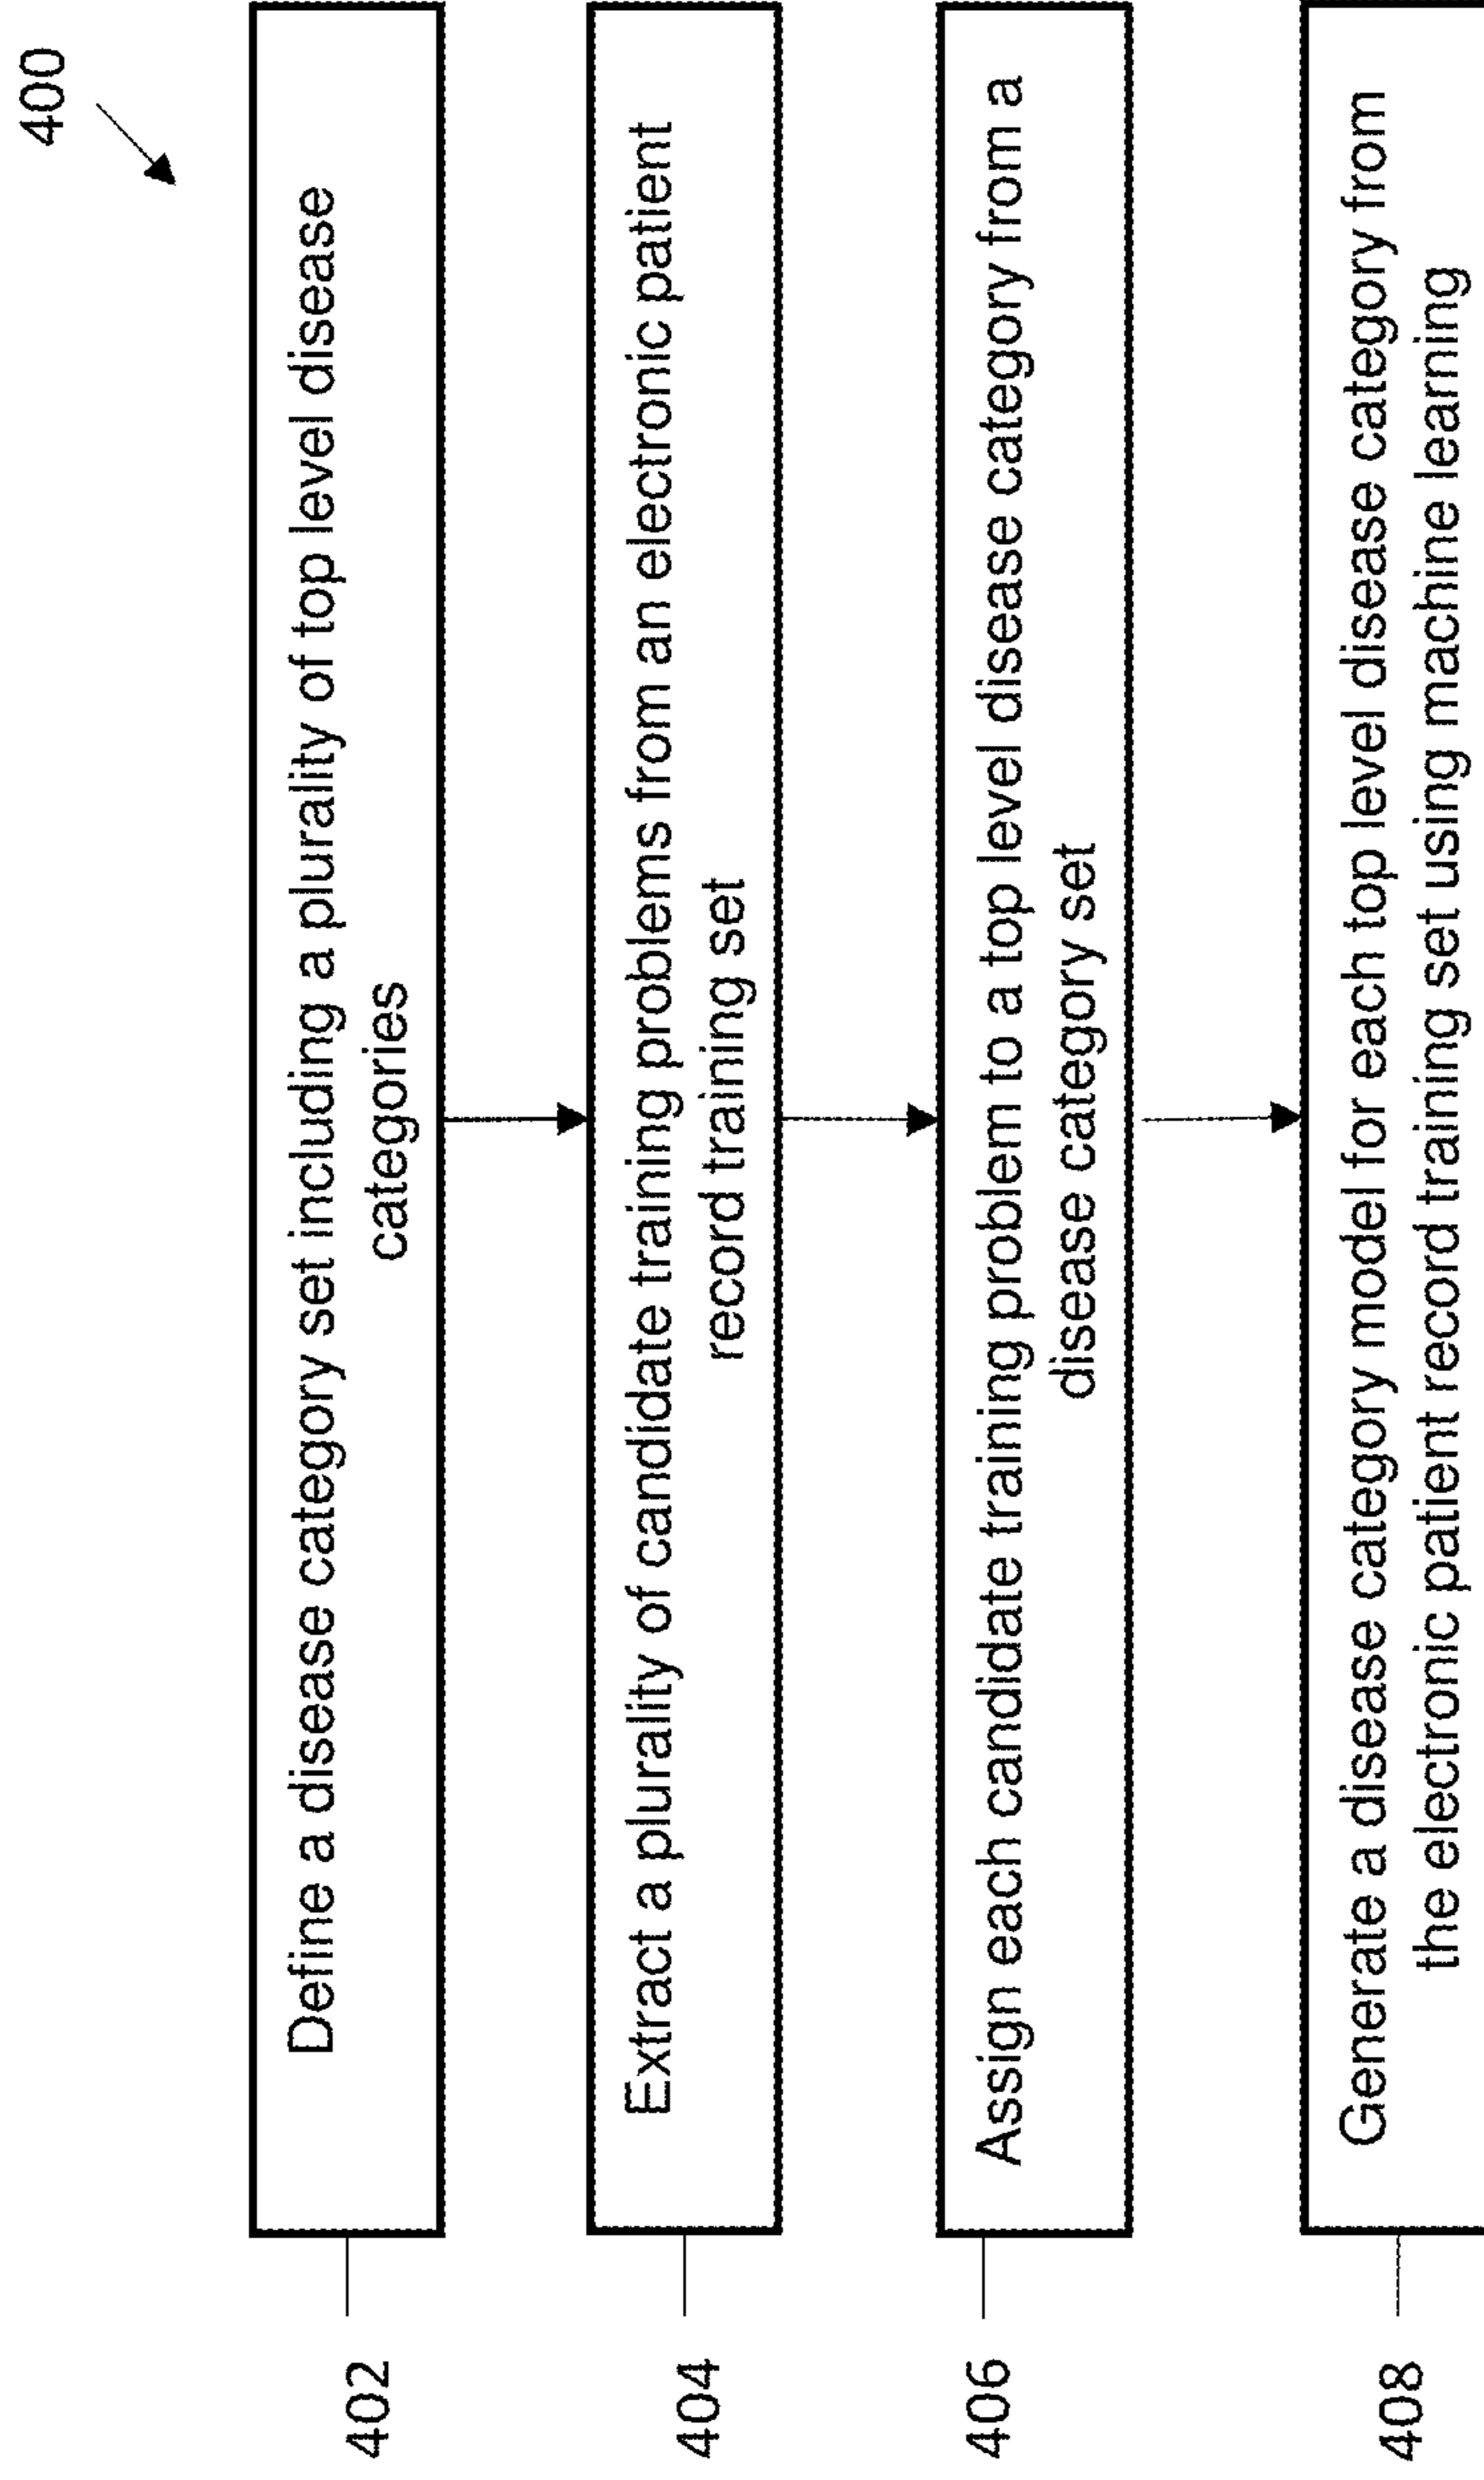 400
402
Define a disease category set including a plurality of top level disease
categories
404
Extract a plurality of candidate training problems from an electronic patient
record training set
406
Assign each candidate training problem to a top level disease category from a
disease category set
408
Generate a disease category model for each top level disease category from
the electronic patient record training set using machine learning